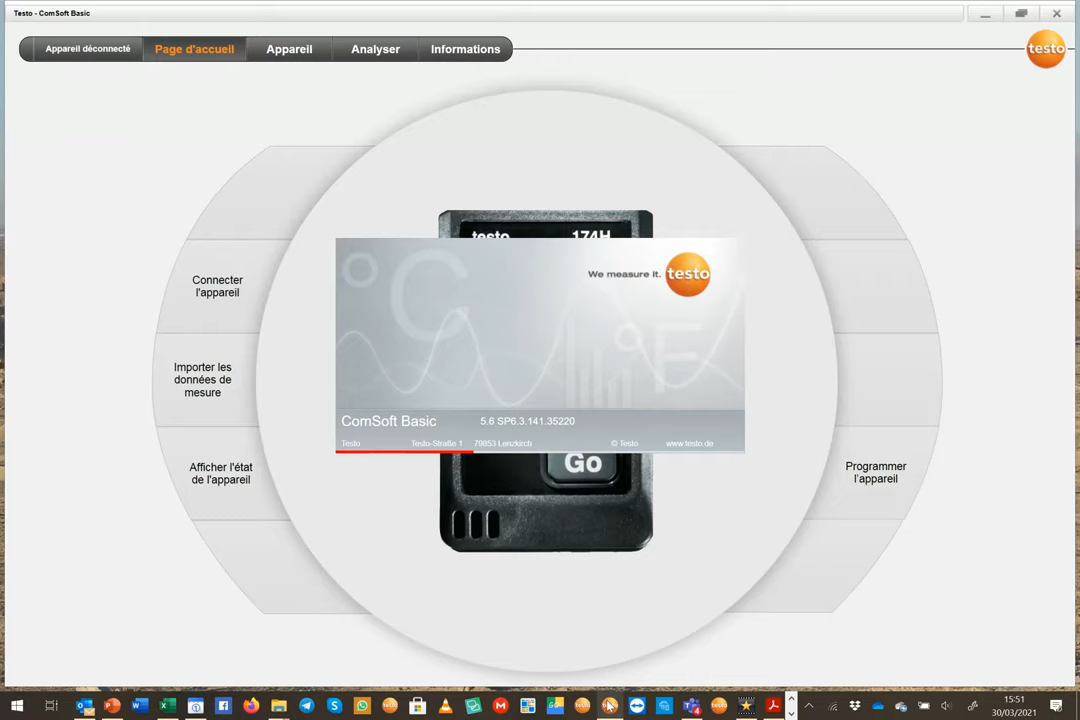 Testo - ComSoft Basic
Appareil déconnecté
Page d'accueil
Appareil
Analyser
Informations
testo
testo
174H
We measure it.
testo
°C
°F
Connecter
l'appareil
Importer les
données de
mesure
Afficher l'état
de l'appareil
ComSoft Basic
5.6 SP6.3.141.35220
Testo
Testo-Straße 1
79853 Lenzkirch
© Testo
www.testo.de
Go
Programmer
l'appareil
15:51
30/03/2021